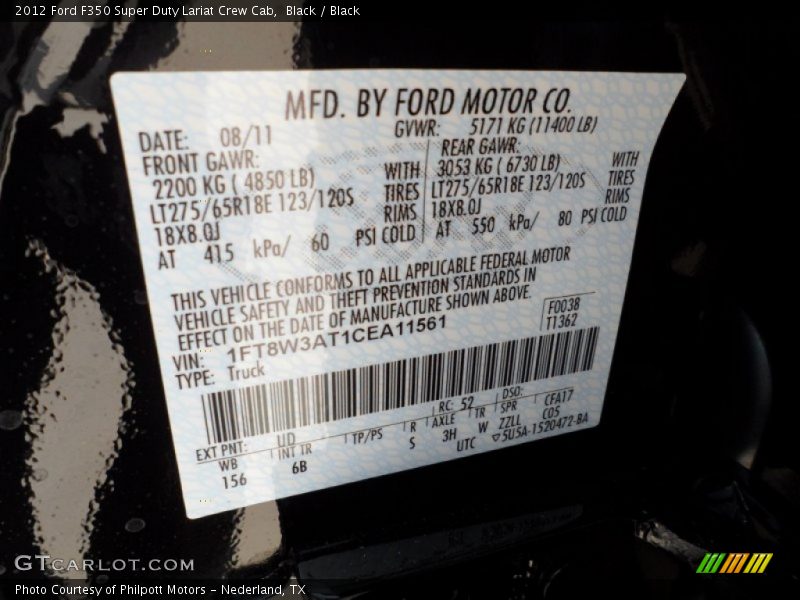 2012 Ford F350 Super Duty Lariat Crew Cab, Black / Black
MFD. BY FORD MOTOR CO.
DATE: 08/11 GVWR: 5171 KG (11400 LB)
FRONT GAWR: REAR GAWR:
2200 KG ( 4850 LB) WITH 3053 KG ( 6730 LB) WITH
LT275/65R18E 123/120S TIRES LT275/65R18E 123/120S TIRES
18X8.0J RIMS 18X8.0J RIMS
AT 415 kPa/ 60 PSI COLD AT 550 kPa/ 80 PSI COLD
THIS VEHICLE CONFORMS TO ALL APPLICABLE FEDERAL MOTOR
VEHICLE SAFETY AND THEFT PREVENTION STANDARDS IN
EFFECT ON THE DATE OF MANUFACTURE SHOWN ABOVE.
F0038
T1362
VIN: 1FT8W3AT1CEA11561
TYPE: Truck
EXT PNT: UD RC: 52 DSO:
WB INT TR TP/PS R AXLE TR SPR CFA17
156 6B S 3H W ZZLL C05
UTC 5U5A-1520472-BA
GTCARLOT.COM
Photo Courtesy of Philpott Motors - Nederland, TX